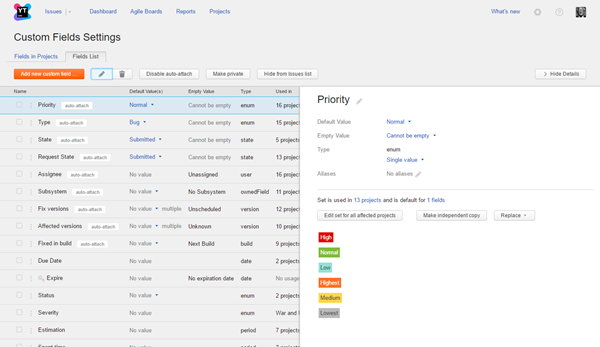 YT
Issues Dashboard Agile Boards Reports Projects What's new
Custom Fields Settings
Fields in Projects Fields List
Add new custom field Disable auto-attach Make private Hide from Issues list > Hide Details
Name Default Value(s) Empty Value Type Used in
Priority auto-attach Normal Cannot be empty enum 16 projec
Type auto-attach Bug Cannot be empty enum 15 projec
State auto-attach Submitted Cannot be empty state 5 projects
Request State auto-attach Submitted Cannot be empty state 13 projec
Assignee auto-attach No value Unassigned user 16 projec
Subsystem auto-attach No value No Subsystem ownedField 11 projec
Fix versions auto-attach No value multiple Unscheduled version 12 projec
Affected versions auto-attach No value multiple Unknown version 10 projec
Fixed in build auto-attach No value Next Build build 9 projects
Due Date No value date 2 projects
Expire No value No expiration date date No usage
Status No value enum 2 projects
Severity No value enum War and
Estimation No value period 7 projects
Priority
Default Value Normal
Empty Value Cannot be empty
Type enum
Single value
Aliases No aliases
Set is used in 13 projects and is default for 1 fields
Edit set for all affected projects Make independent copy Replace
High
Normal
Low
Highest
Medium
Lowest